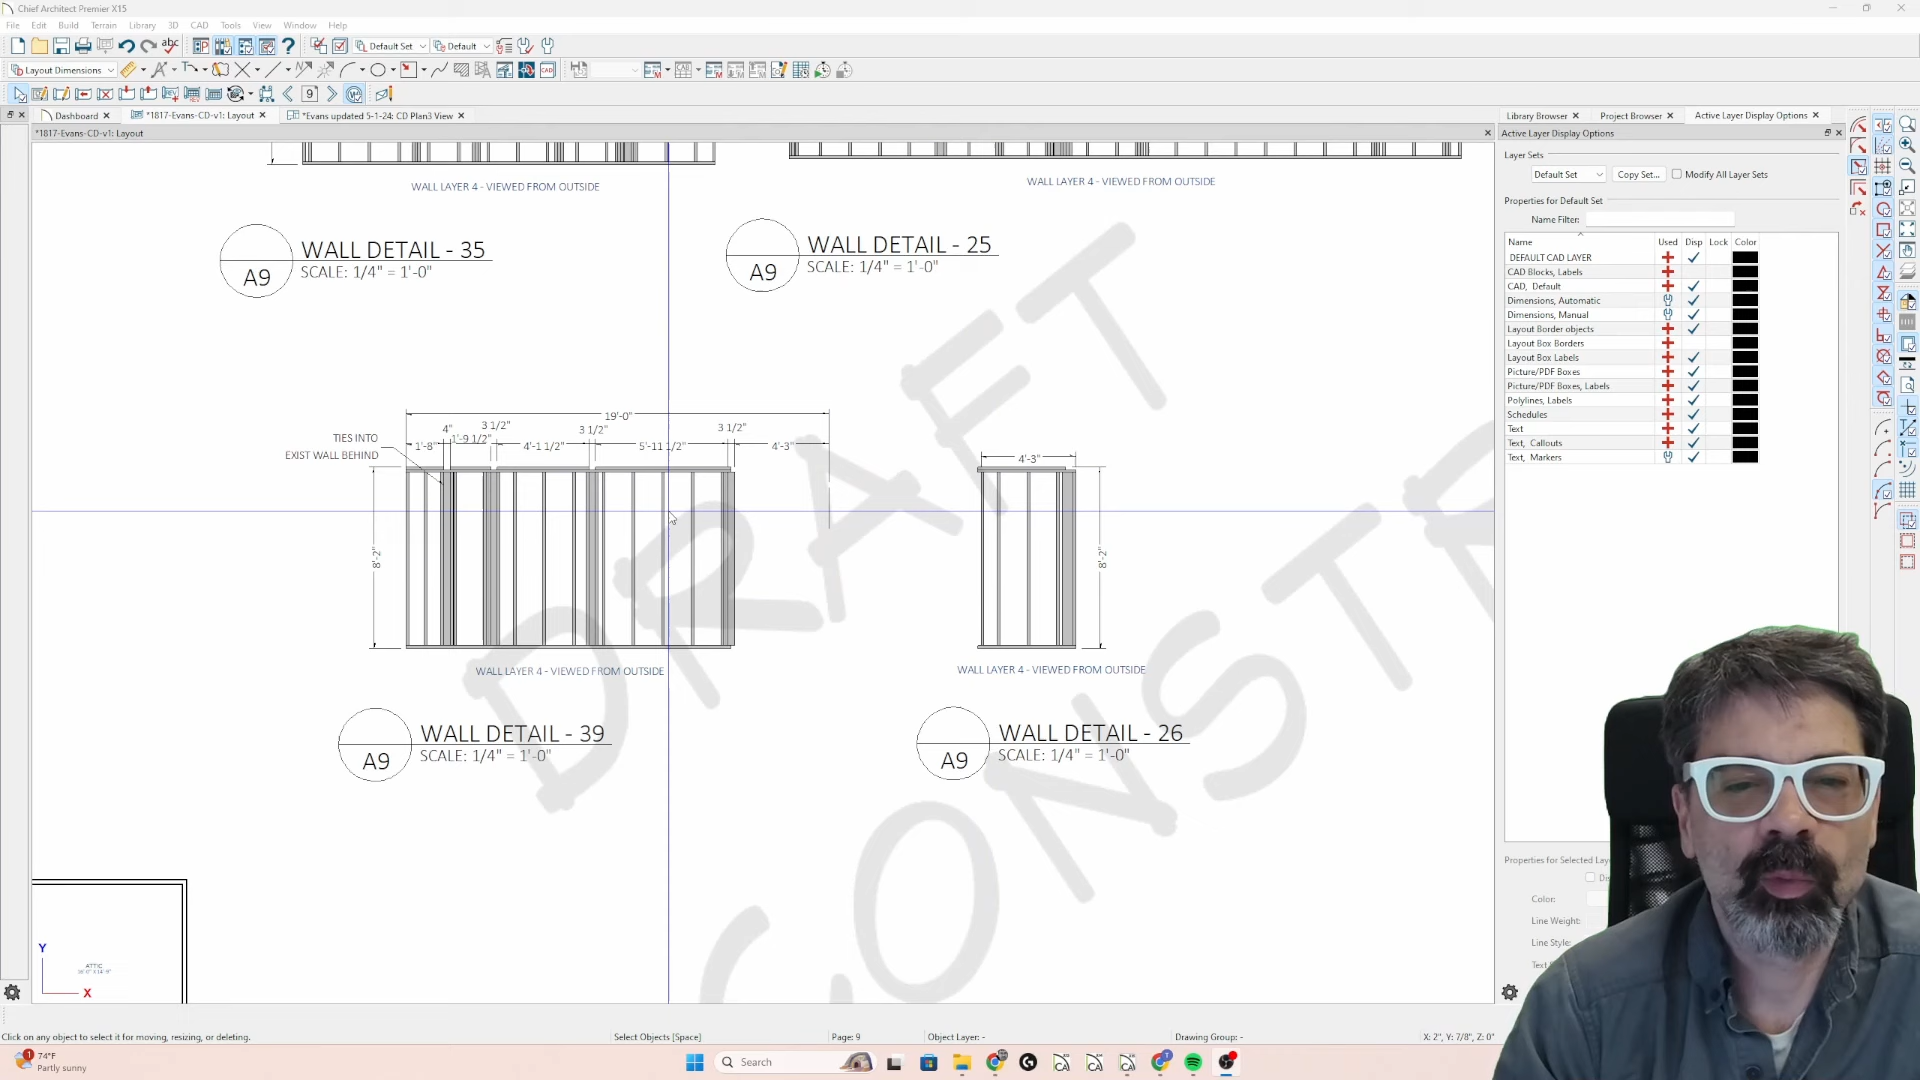 Chief Architect Premier X15
File Edit Build Terrain Library 3D CAD Tools View Window Help
Default Set Default
Layout Dimensions
9
Dashboard *1817-Evans-CD-v1: Layout *Evans updated 5-1-24: CD Plan3 View
Library Browser Project Browser Active Layer Display Options
*1817-Evans-CD-v1: Layout
Active Layer Display Options
Layer Sets
Default Set Copy Set... Modify All Layer Sets
Properties for Default Set
Name Filter:
Name Used Disp Lock Color
DEFAULT CAD LAYER
CAD Blocks, Labels
CAD, Default
Dimensions, Automatic
Dimensions, Manual
Layout Border objects
Layout Box Borders
Layout Box Labels
Picture/PDF Boxes
Picture/PDF Boxes, Labels
Polylines, Labels
Schedules
Text
Text, Callouts
Text, Markers
WALL LAYER 4 - VIEWED FROM OUTSIDE
WALL LAYER 4 - VIEWED FROM OUTSIDE
WALL DETAIL - 35
SCALE: 1/4" = 1'-0"
A9
WALL DETAIL - 25
SCALE: 1/4" = 1'-0"
A9
19'-0"
4" 3 1/2" 3 1/2" 3 1/2"
1'-8" 1'-9 1/2" 4'-1 1/2" 5'-11 1/2" 4'-3"
TIES INTO
EXIST WALL BEHIND
8'-2"
4'-3"
8'-2"
WALL LAYER 4 - VIEWED FROM OUTSIDE
WALL LAYER 4 - VIEWED FROM OUTSIDE
WALL DETAIL - 39
SCALE: 1/4" = 1'-0"
A9
WALL DETAIL - 26
SCALE: 1/4" = 1'-0"
A9
DRAFT
CONSTR
ATTIC
Y
X
Properties for Selected Lay
Color:
Line Weight:
Line Style:
Click on any object to select it for moving, resizing, or deleting. Select Objects [Space] Page: 9 Object Layer: - Drawing Group: - X: 2", Y: 7/8", Z: 0"
74°F
Partly sunny
Search